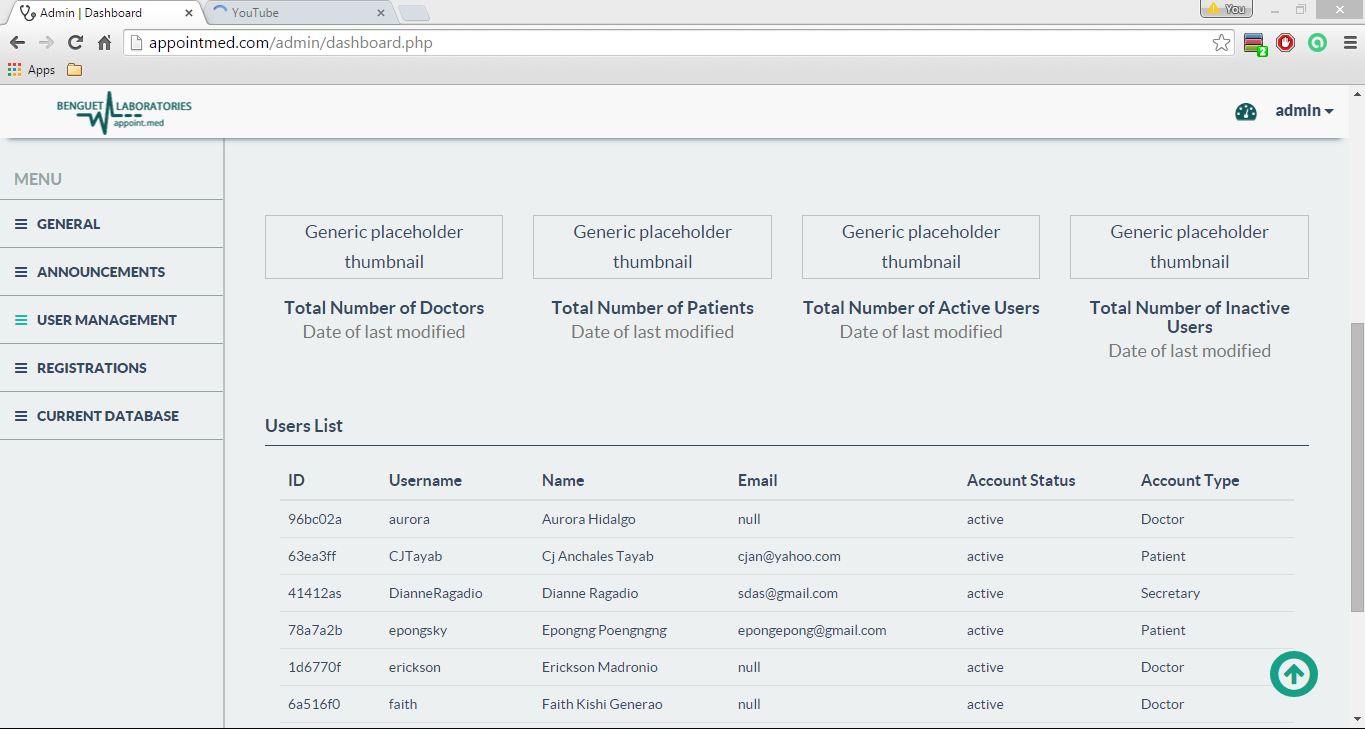 Admin | Dashboard
YouTube
You
appointmed.com/admin/dashboard.php
2
Apps
BENGUET LABORATORIES
appoint.med
admin
MENU
GENERAL
ANNOUNCEMENTS
USER MANAGEMENT
REGISTRATIONS
CURRENT DATABASE
Generic placeholder thumbnail
Total Number of Doctors
Date of last modified
Generic placeholder thumbnail
Total Number of Patients
Date of last modified
Generic placeholder thumbnail
Total Number of Active Users
Date of last modified
Generic placeholder thumbnail
Total Number of Inactive Users
Date of last modified
Users List
ID Username Name Email Account Status Account Type
96bc02a aurora Aurora Hidalgo null active Doctor
63ea3ff CJTayab Cj Anchales Tayab cjan@yahoo.com active Patient
41412as DianneRagadio Dianne Ragadio sdas@gmail.com active Secretary
78a7a2b epongsky Epongng Poengngng epongepong@gmail.com active Patient
1d6770f erickson Erickson Madronio null active Doctor
6a516f0 faith Faith Kishi Generao null active Doctor